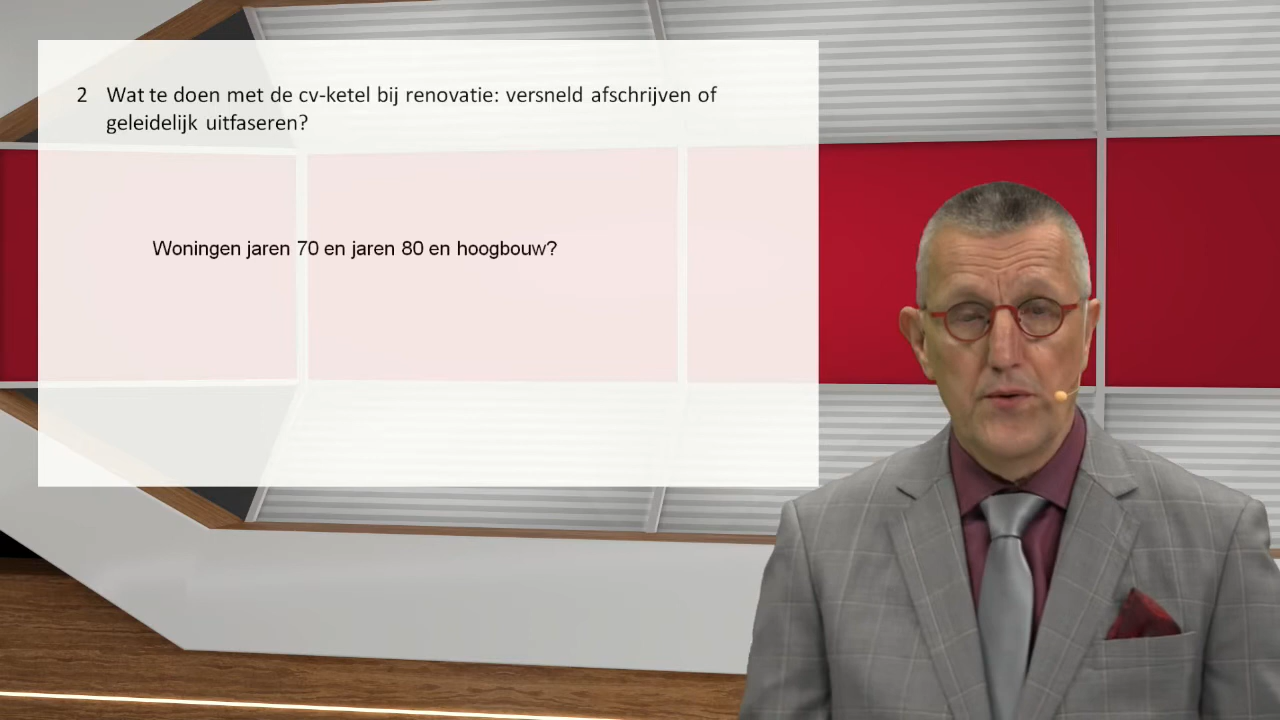 2 Wat te doen met de cv-ketel bij renovatie: versneld afschrijven of
geleidelijk uitfaseren?
Woningen jaren 70 en jaren 80 en hoogbouw?